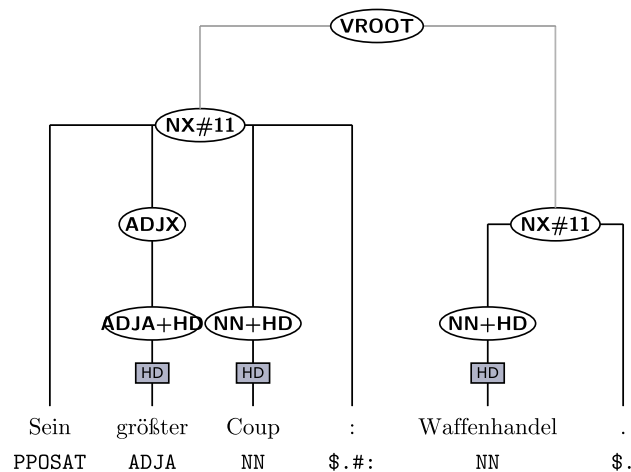 VROOT
NX#11
ADJX NX#11
ADJA+HD NN+HD NN+HD
HD HD HD
Sein größter Coup : Waffenhandel .
PPOSAT ADJA NN $.#: NN $.